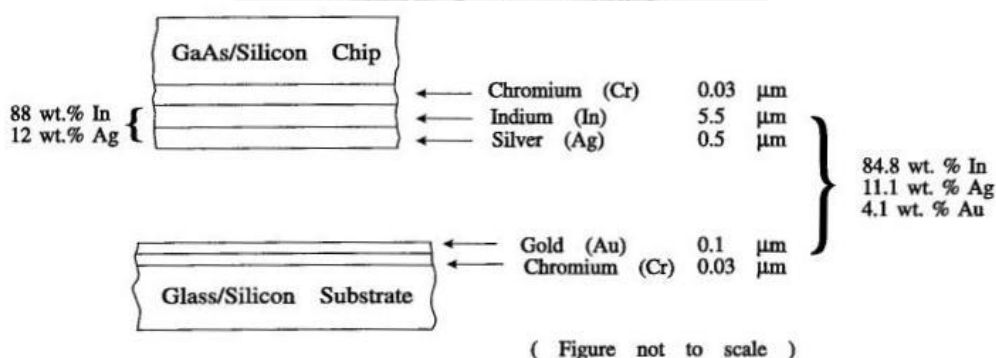 GaAs/Silicon Chip
88 wt.% In
12 wt.% Ag
Chromium (Cr) 0.03 μm
Indium (In) 5.5 μm
Silver (Ag) 0.5 μm
84.8 wt. % In
11.1 wt. % Ag
4.1 wt. % Au
Gold (Au) 0.1 μm
Chromium (Cr) 0.03 μm
Glass/Silicon Substrate
( Figure not to scale )